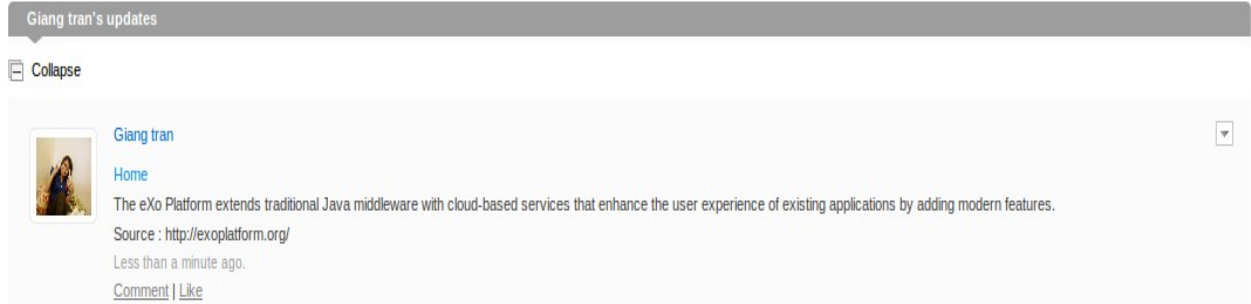 Giang tran's updates
Collapse
Giang tran
Home
The eXo Platform extends traditional Java middleware with cloud-based services that enhance the user experience of existing applications by adding modern features.
Source : http://exoplatform.org/
Less than a minute ago.
Comment | Like